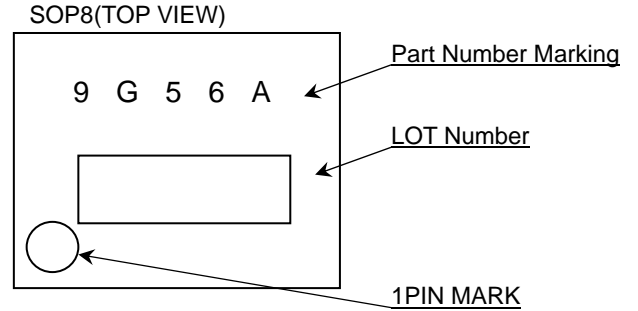 SOP8(TOP VIEW)
Part Number Marking
9 G 5 6 A
LOT Number
1PIN MARK